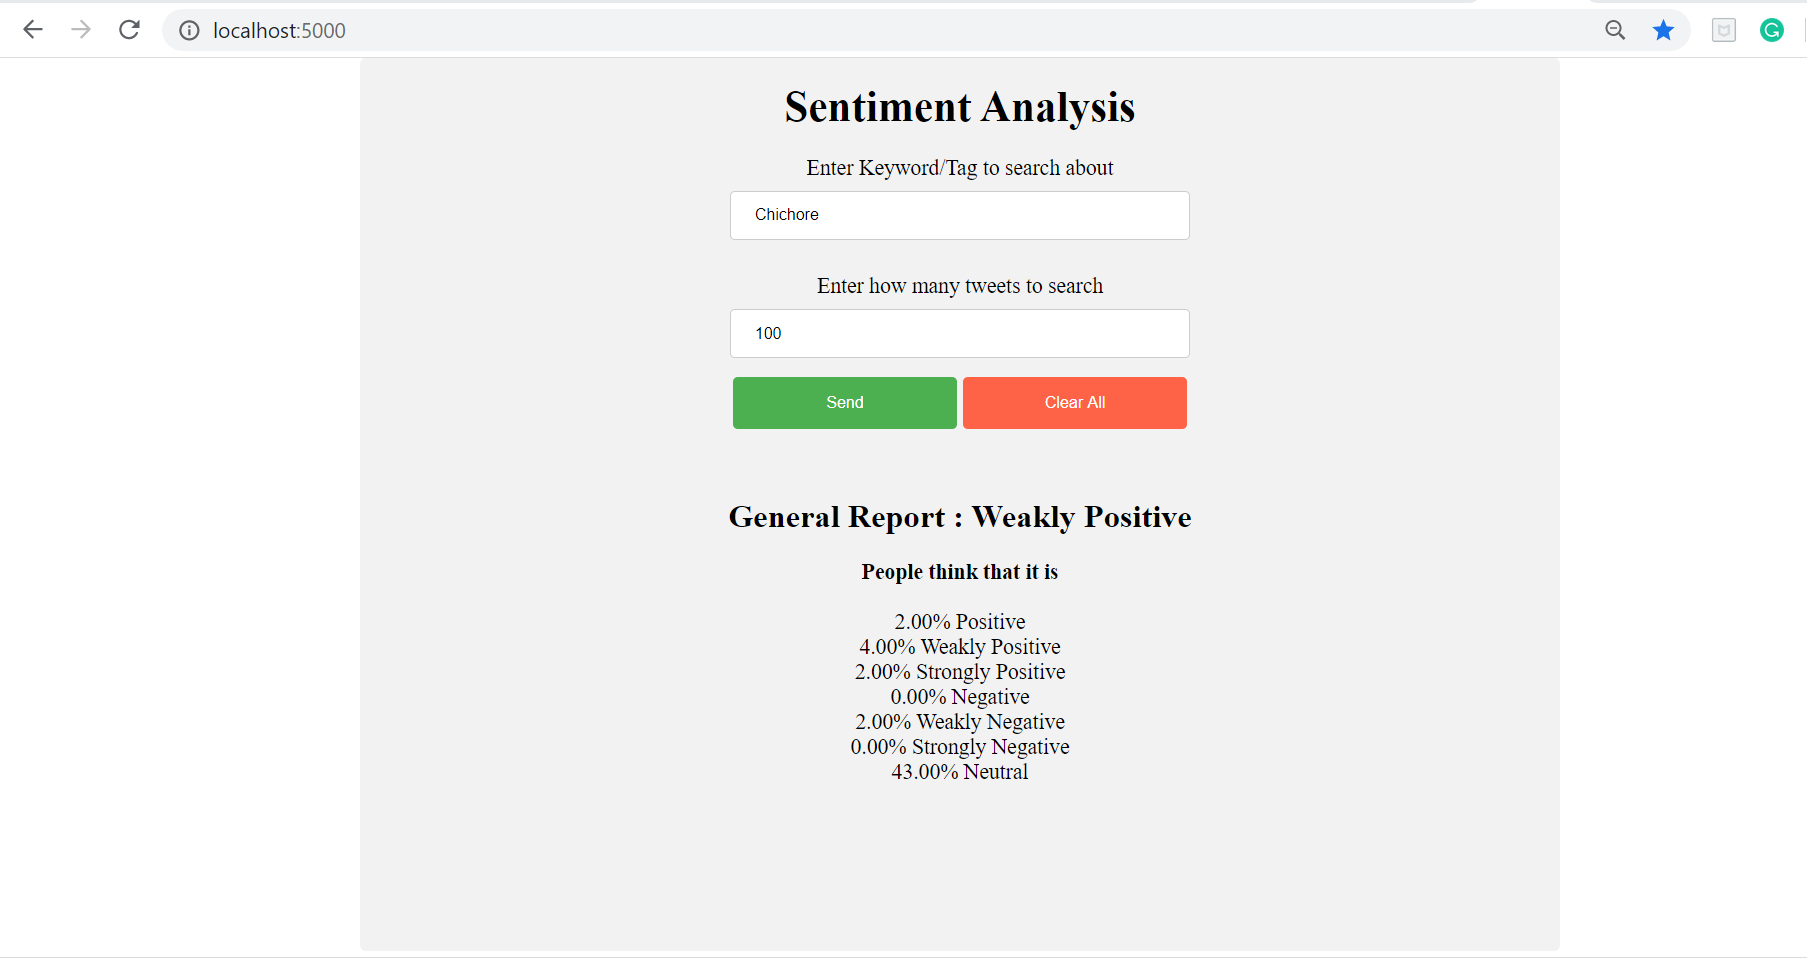 localhost:5000
Sentiment Analysis
Enter Keyword/Tag to search about
Chichore
Enter how many tweets to search
100
Send Clear All
General Report : Weakly Positive
People think that it is
2.00% Positive
4.00% Weakly Positive
2.00% Strongly Positive
0.00% Negative
2.00% Weakly Negative
0.00% Strongly Negative
43.00% Neutral